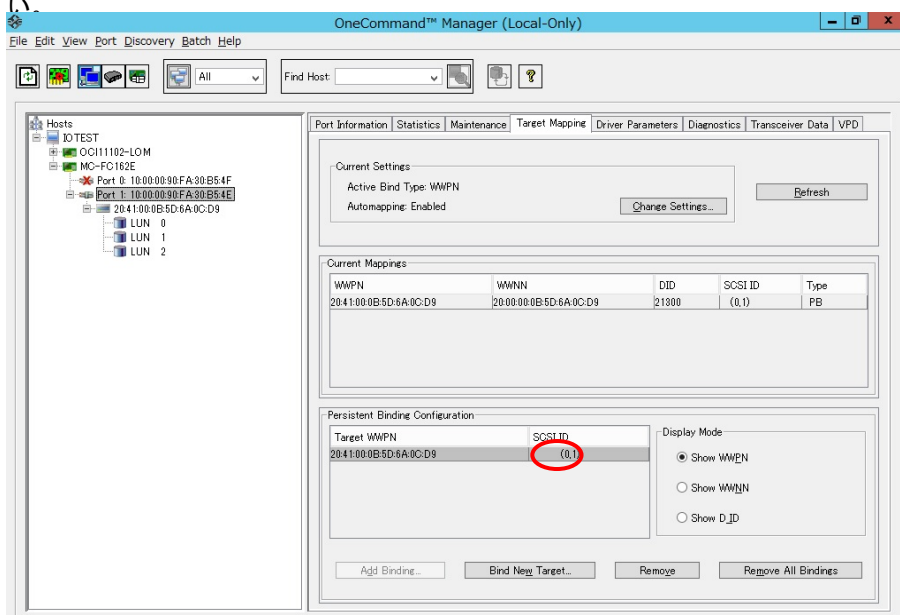 い。
OneCommand™ Manager (Local-Only)
File Edit View Port Discovery Batch Help
All Find Host:
Hosts
IOTEST
OCl11102-LOM
MC-FC162E
Port 0: 10:00:00:90:FA:30:B5:4F
Port 1: 10:00:00:90:FA:30:B5:4E
20:41:00:0B:5D:6A:0C:D9
LUN 0
LUN 1
LUN 2
Port Information Statistics Maintenance Target Mapping Driver Parameters Diagnostics Transceiver Data VPD
Current Settings
Active Bind Type: WWPN
Automapping: Enabled
Change Settings...
Refresh
Current Mappings
WWPN WWNN DID SCSI ID Type
20:41:00:0B:5D:6A:0C:D9 20:00:00:0B:5D:6A:0C:D9 21300 (0,1) PB
Persistent Binding Configuration
Target WWPN SCSI ID
20:41:00:0B:5D:6A:0C:D9 (0,1)
Display Mode
Show WWPN
Show WWNN
Show D_ID
Add Binding... Bind New Target... Remove Remove All Bindings